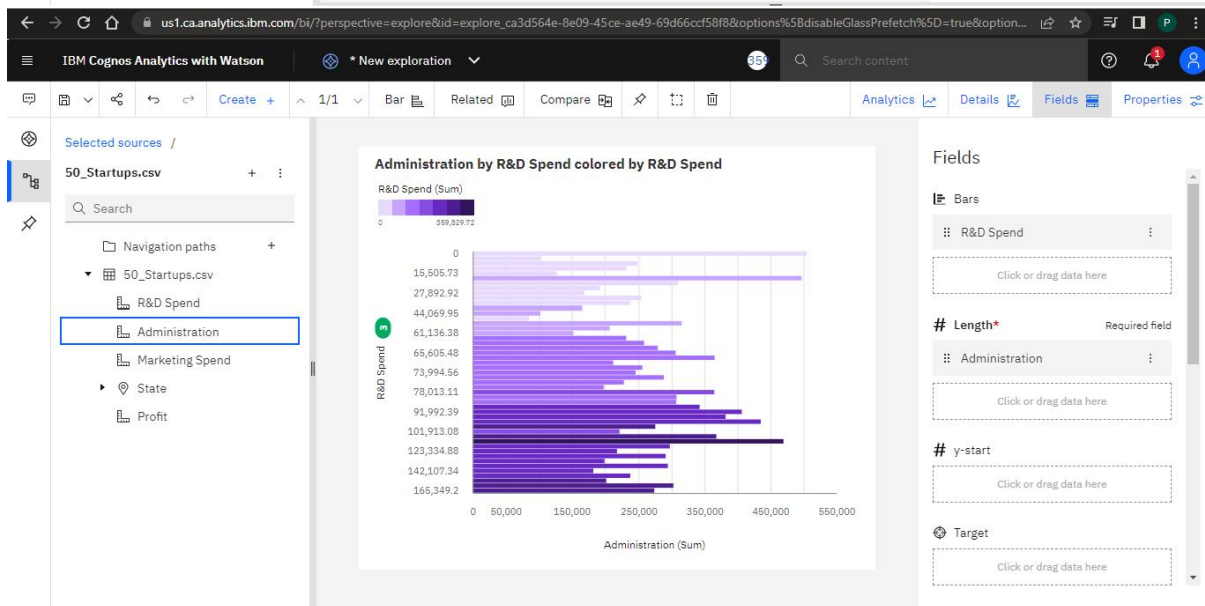 us1.ca.analytics.ibm.com/bi/?perspective=explore&id=explore_ca3d564e-8e09-45ce-ae49-69d66ccf58f8&options%5BdisableGlassPrefetch%5D=true&option...
P
IBM Cognos Analytics with Watson
* New exploration
359
Search content
1
Create +
1/1
Bar
Related
Compare
Analytics
Details
Fields
Properties
Selected sources /
50_Startups.csv
Search
Navigation paths
50_Startups.csv
R&D Spend
Administration
Marketing Spend
State
Profit
Administration by R&D Spend colored by R&D Spend
R&D Spend (Sum)
0 359,829.72
R&D Spend
3
0
15,505.73
27,892.92
44,069.95
61,136.38
65,605.48
73,994.56
78,013.11
91,992.39
101,913.08
123,334.88
142,107.34
165,349.2
0 50,000 150,000 250,000 350,000 450,000 550,000
Administration (Sum)
Fields
Bars
R&D Spend
Click or drag data here
# Length* Required field
Administration
Click or drag data here
# y-start
Click or drag data here
Target
Click or drag data here